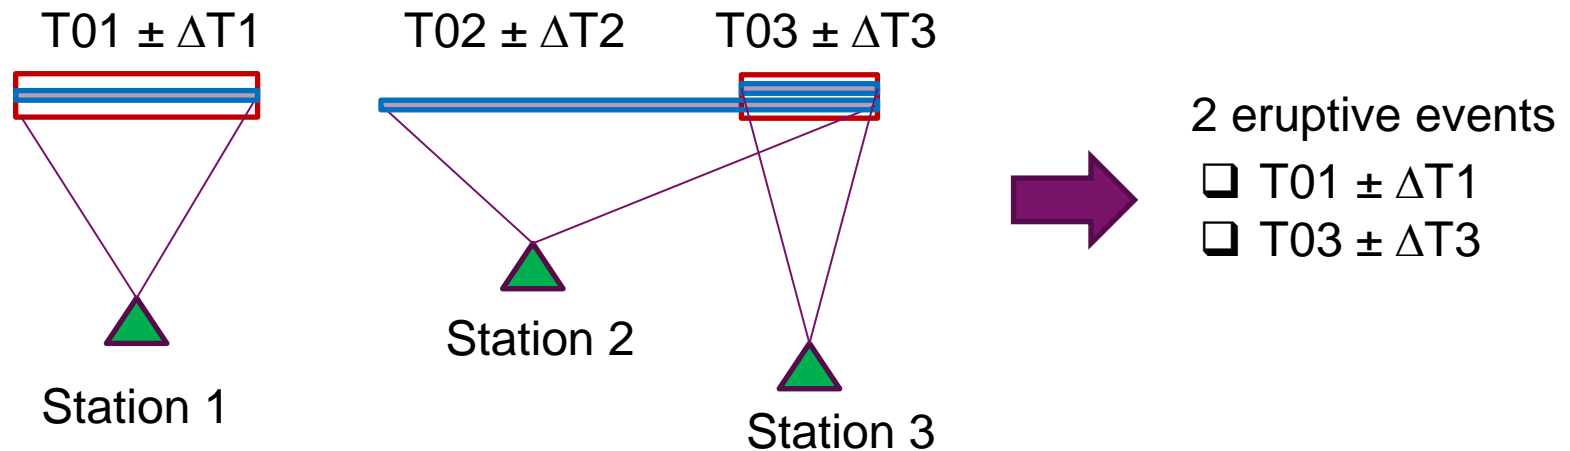 T01 ± ΔT1
T02 ± ΔT2
T03 ± ΔT3
2 eruptive events
❑ T01 ± ΔT1
❑ T03 ± ΔT3
Station 2
Station 1
Station 3